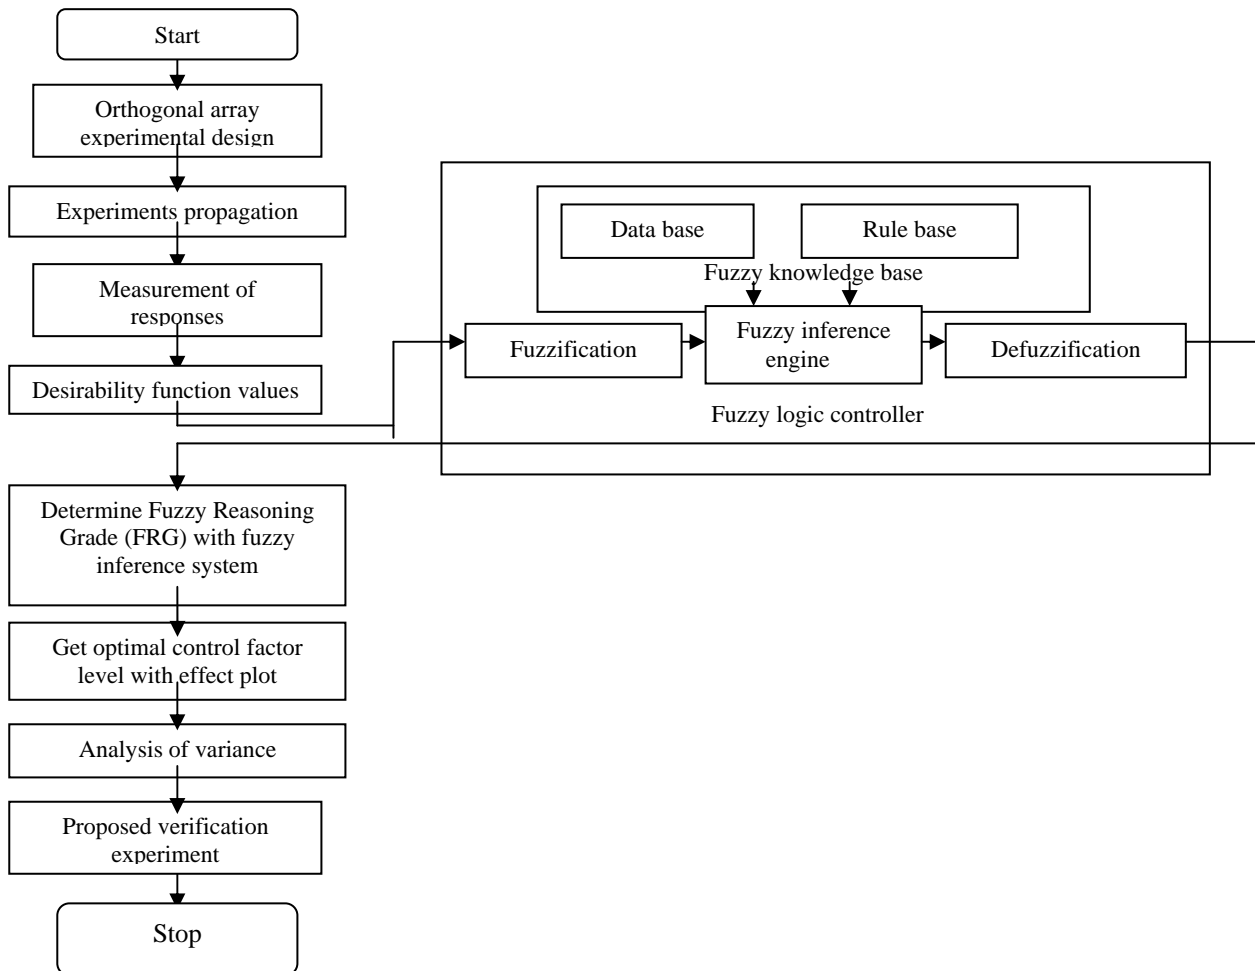 Start
Orthogonal array
experimental design
Experiments propagation
Measurement of
responses
Desirability function values
Data base
Rule base
Fuzzy knowledge base
Fuzzification
Fuzzy inference
engine
Defuzzification
Fuzzy logic controller
Determine Fuzzy Reasoning
Grade (FRG) with fuzzy
inference system
Get optimal control factor
level with effect plot
Analysis of variance
Proposed verification
experiment
Stop